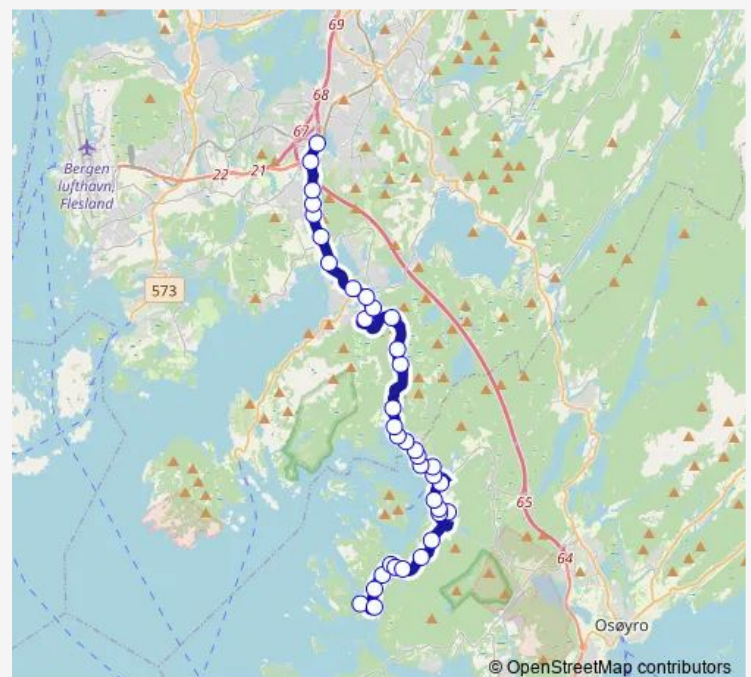 69
68
67
Bergen
lufthavn,
Flesland
22
21
573
65
64
Osøyro
© OpenStreetMap contributors